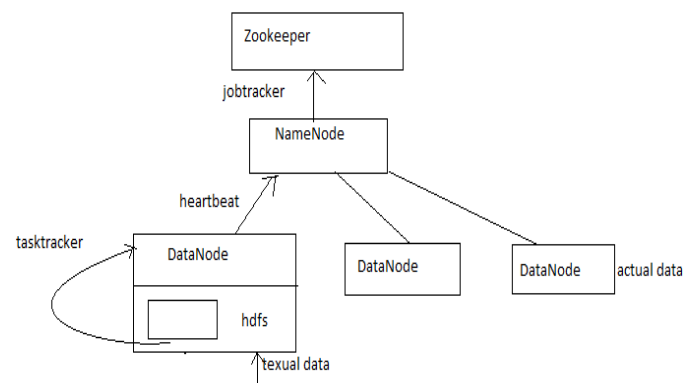 Zookeeper
jobtracker
NameNode
heartbeat
tasktracker
DataNode
DataNode
DataNode
actual data
hdfs
texual data